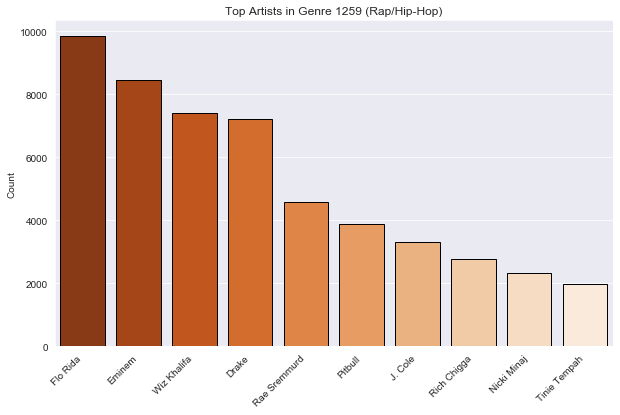 Top Artists in Genre 1259 (Rap/Hip-Hop)
10000
8000
6000
4000
2000
0
Count
Flo Rida
Eminem
Wiz Khalifa
Drake
Rae Sremmurd
Pitbull
J. Cole
Rich Chigga
Nicki Minaj
Tinie Tempah